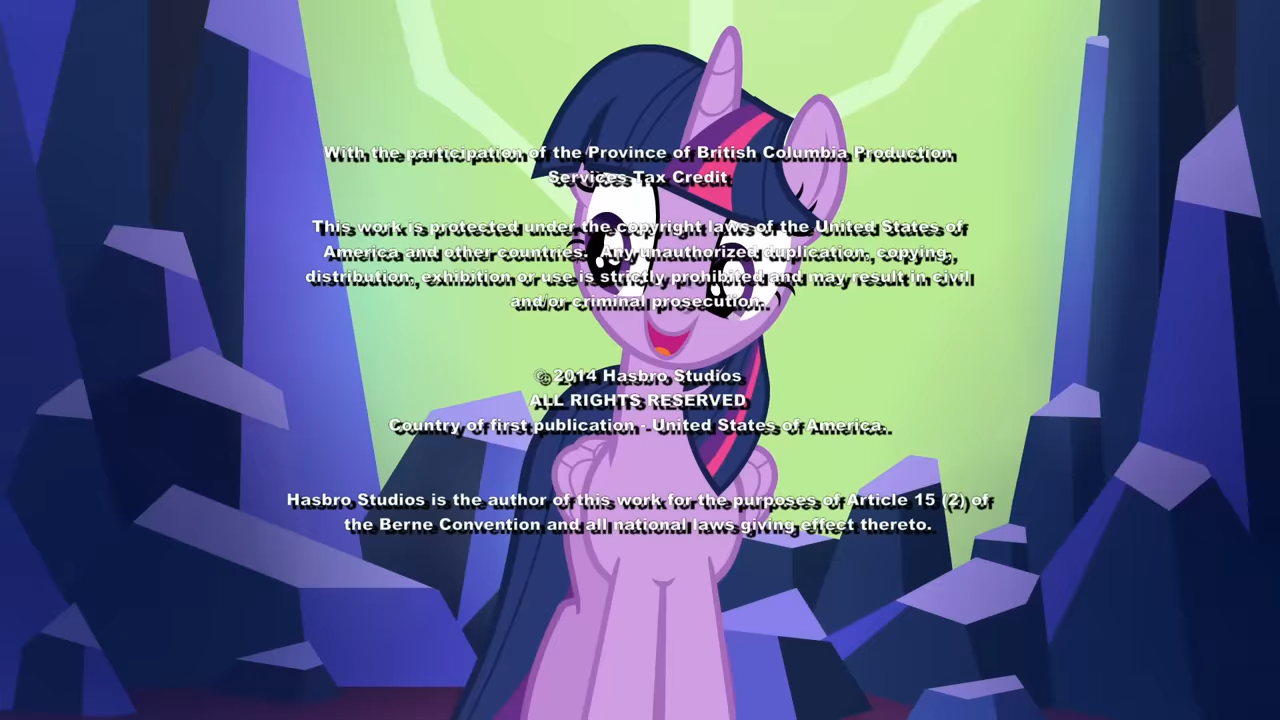 With the participation of the Province of British Columbia Production
Services Tax Credit
This work is protected under the copyright laws of the United States of
America and other countries. Any unauthorized duplication, copying,
distribution, exhibition or use is strictly prohibited and may result in civil
and/or criminal prosecution.
© 2014 Hasbro Studios
ALL RIGHTS RESERVED
Country of first publication - United States of America.
Hasbro Studios is the author of this work for the purposes of Article 15 (2) of
the Berne Convention and all national laws giving effect thereto.